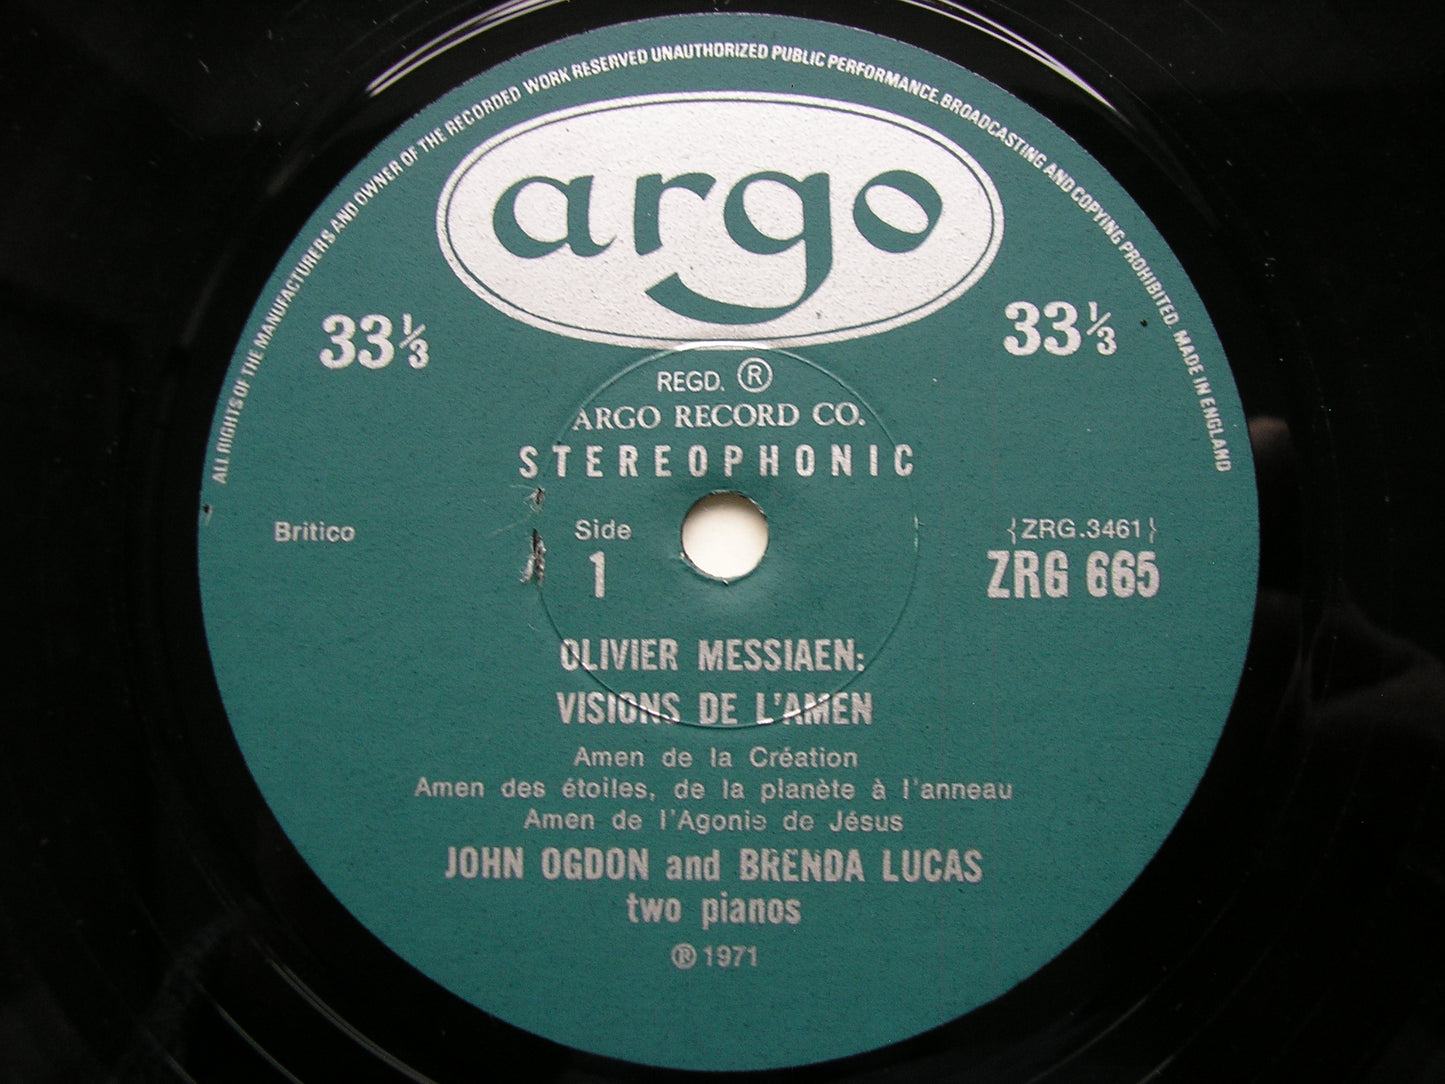 ALL RIGHTS OF THE MANUFACTURERS AND OWNER OF THE RECORDED WORK RESERVED UNAUTHORIZED PUBLIC PERFORMANCE, BROADCASTING AND COPYING PROHIBITED. MADE IN ENGLAND
argo
33⅓ 33⅓
REGD. ®
ARGO RECORD CO.
STEREOPHONIC
Britico Side {ZRG.3461}
1 ZRG 665
OLIVIER MESSIAEN:
VISIONS DE L'AMEN
Amen de la Création
Amen des étoiles, de la planète à l'anneau
Amen de l'Agonie de Jésus
JOHN OGDON and BRENDA LUCAS
two pianos
® 1971